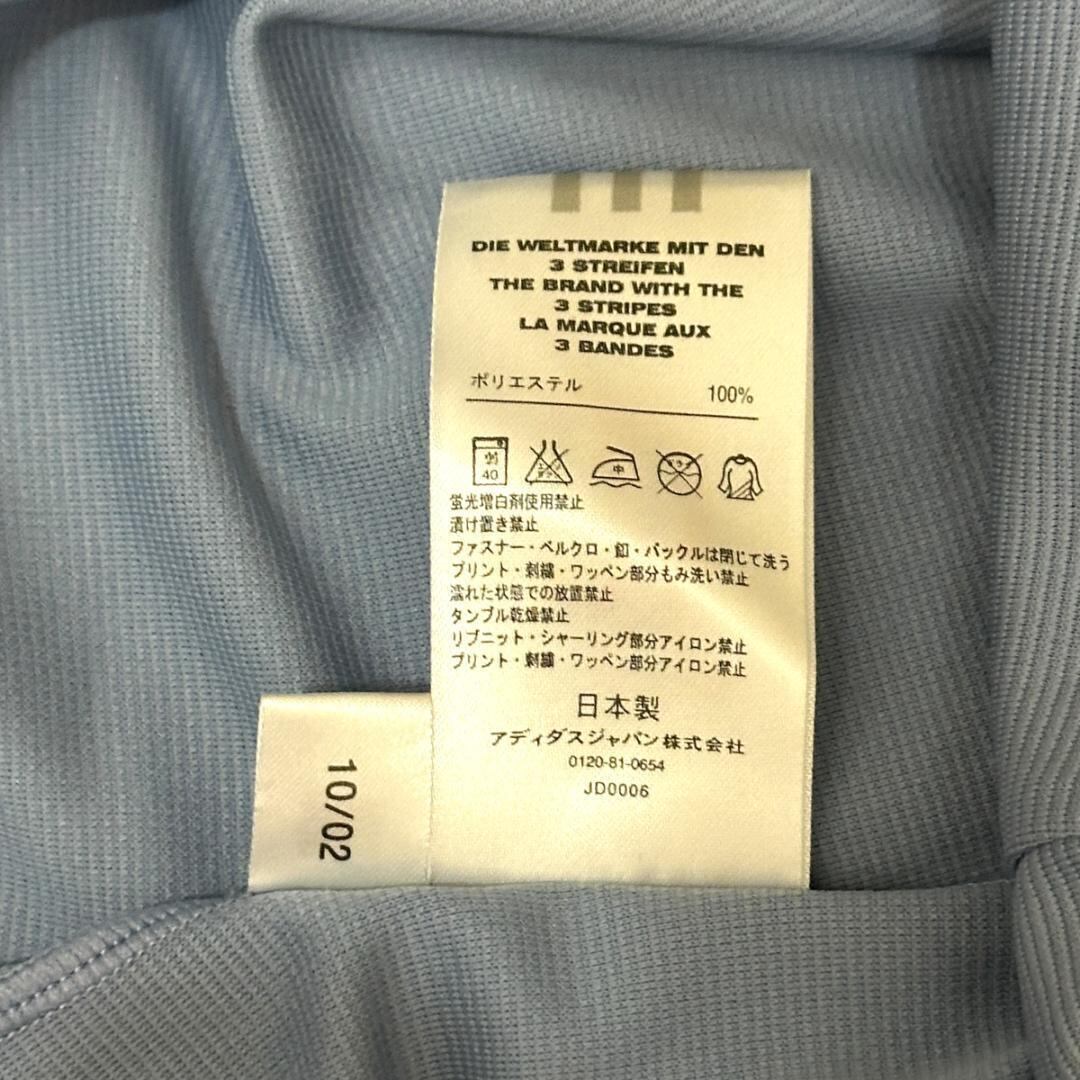 DIE WELTMARKE MIT DEN
3 STREIFEN
THE BRAND WITH THE
3 STRIPES
LA MARQUE AUX
3 BANDES
ポリエステル 100%
弱 40
中
蛍光増白剤使用禁止
漬け置き禁止
ファスナー・ベルクロ・釦・バックルは閉じて洗う
プリント・刺繍・ワッペン部分もみ洗い禁止
濡れた状態での放置禁止
タンブル乾燥禁止
リブニット・シャーリング部分アイロン禁止
プリント・刺繍・ワッペン部分アイロン禁止
日本製
アディダスジャパン株式会社
0120-81-0654
JD0006
10/02